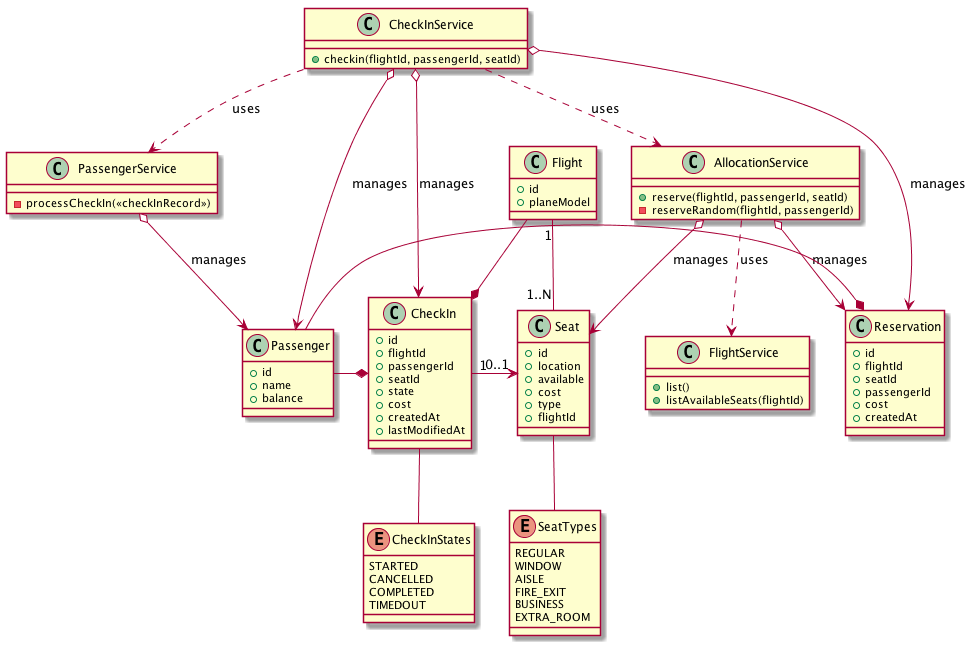 C CheckInService
checkin(flightId, passengerId, seatId)
uses
uses
C PassengerService
processCheckIn(«checkInRecord»)
C Flight
id
planeModel
C AllocationService
reserve(flightId, passengerId, seatId)
reserveRandom(flightId, passengerId)
manages
manages
manages
manages
manages
uses
manages
1
1..N
C Passenger
id
name
balance
C CheckIn
id
flightId
passengerId
seatId
state
cost
createdAt
lastModifiedAt
1
0..1
C Seat
id
location
available
cost
type
flightId
C FlightService
list()
listAvailableSeats(flightId)
C Reservation
id
flightId
seatId
passengerId
cost
createdAt
E CheckInStates
STARTED
CANCELLED
COMPLETED
TIMEDOUT
E SeatTypes
REGULAR
WINDOW
AISLE
FIRE_EXIT
BUSINESS
EXTRA_ROOM